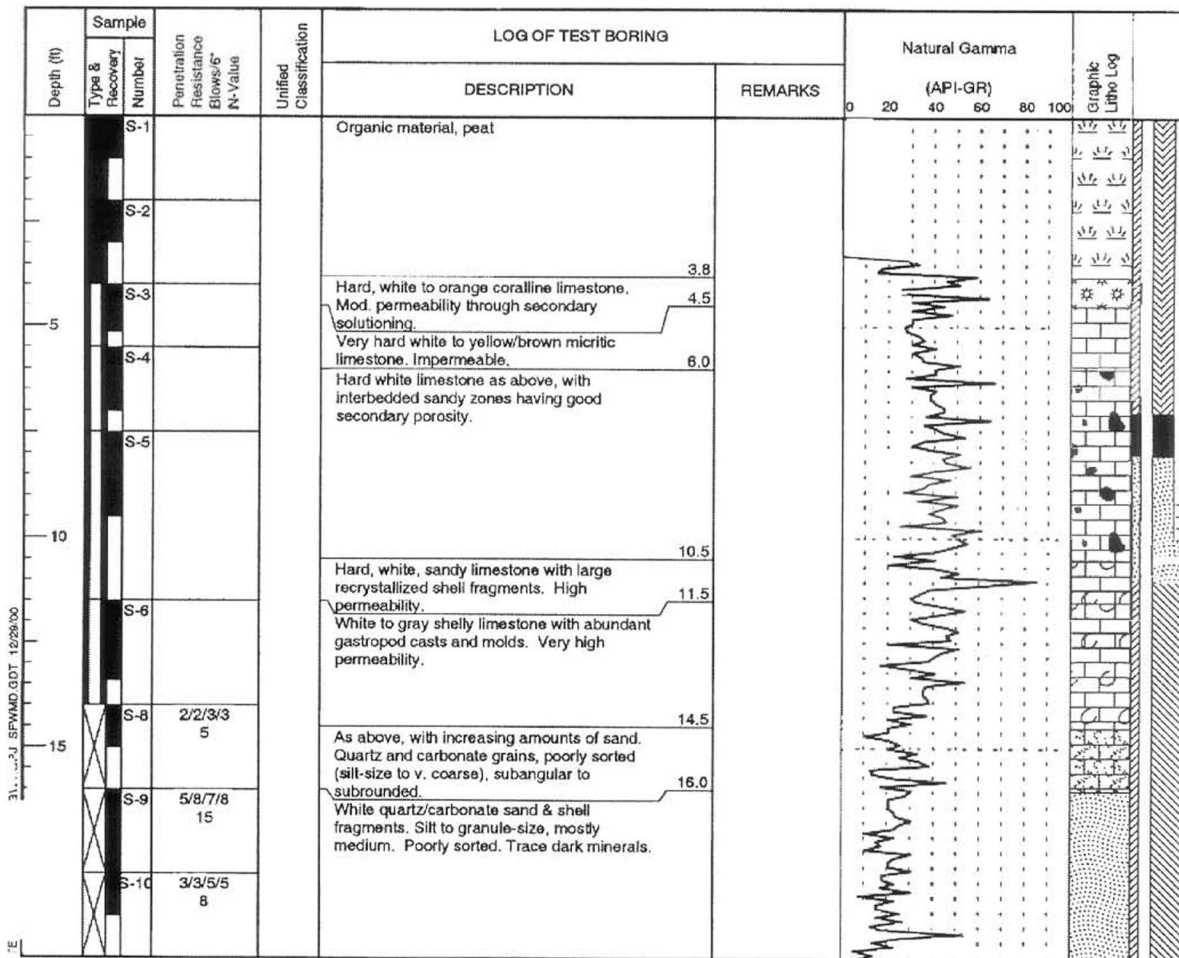 Depth (ft)
Sample
Type &
Recovery
Number
Penetration
Resistance
Blows/6"
N-Value
Unified
Classification
LOG OF TEST BORING
DESCRIPTION
REMARKS
Natural Gamma
(API-GR)
0 20 40 60 80 100
Graphic
Litho Log
S-1
Organic material, peat
S-2
3.8
S-3
Hard, white to orange coralline limestone.
Mod. permeability through secondary
solutioning.
4.5
5
Very hard white to yellow/brown micritic
limestone. Impermeable.
6.0
S-4
Hard white limestone as above, with
interbedded sandy zones having good
secondary porosity.
S-5
10
10.5
Hard, white, sandy limestone with large
recrystallized shell fragments. High
permeability.
11.5
S-6
White to gray shelly limestone with abundant
gastropod casts and molds. Very high
permeability.
S-8
2/2/3/3
5
14.5
15
As above, with increasing amounts of sand.
Quartz and carbonate grains, poorly sorted
(silt-size to v. coarse), subangular to
subrounded.
16.0
S-9
5/8/7/8
15
White quartz/carbonate sand & shell
fragments. Silt to granule-size, mostly
medium. Poorly sorted. Trace dark minerals.
S-10
3/3/5/5
8
SFWMD.GDT 12/29/00